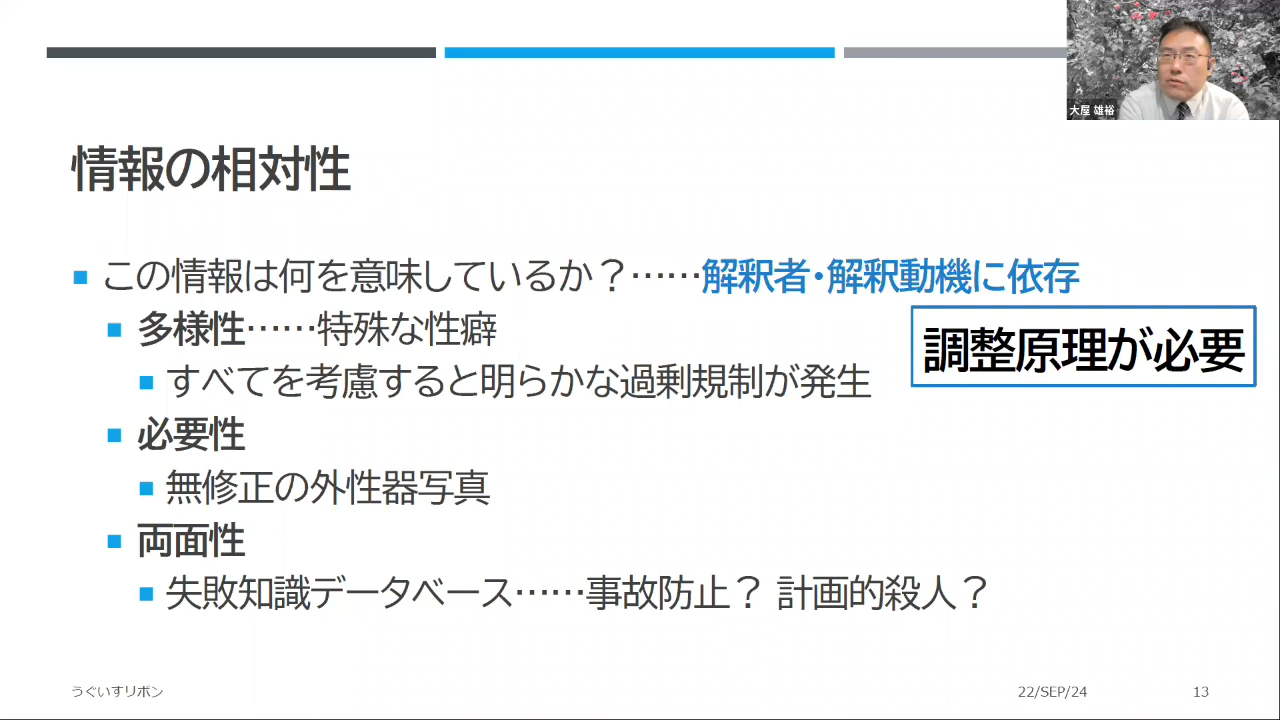 大屋 雄裕
情報の相対性
この情報は何を意味しているか？……解釈者・解釈動機に依存
多様性……特殊な性癖
すべてを考慮すると明らかな過剰規制が発生
調整原理が必要
必要性
無修正の外性器写真
両面性
失敗知識データベース……事故防止？ 計画的殺人？
うぐいすリボン
22/SEP/24
13